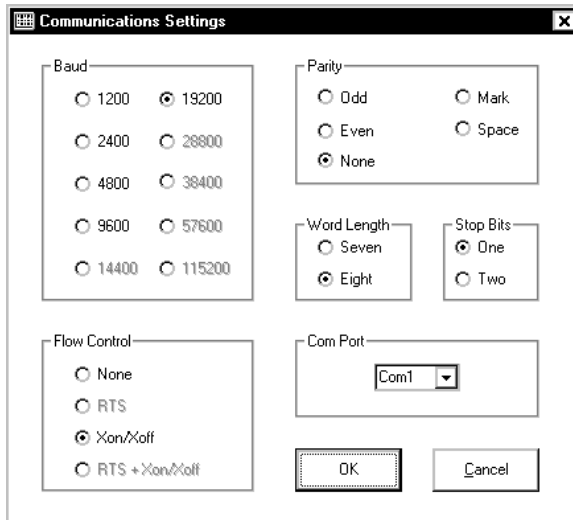 Communications Settings
Baud
1200
19200
2400
28800
4800
38400
9600
57600
14400
115200
Parity
Odd
Mark
Even
Space
None
Word Length
Seven
Eight
Stop Bits
One
Two
Flow Control
None
RTS
Xon/Xoff
RTS + Xon/Xoff
Com Port
Com1
OK
Cancel